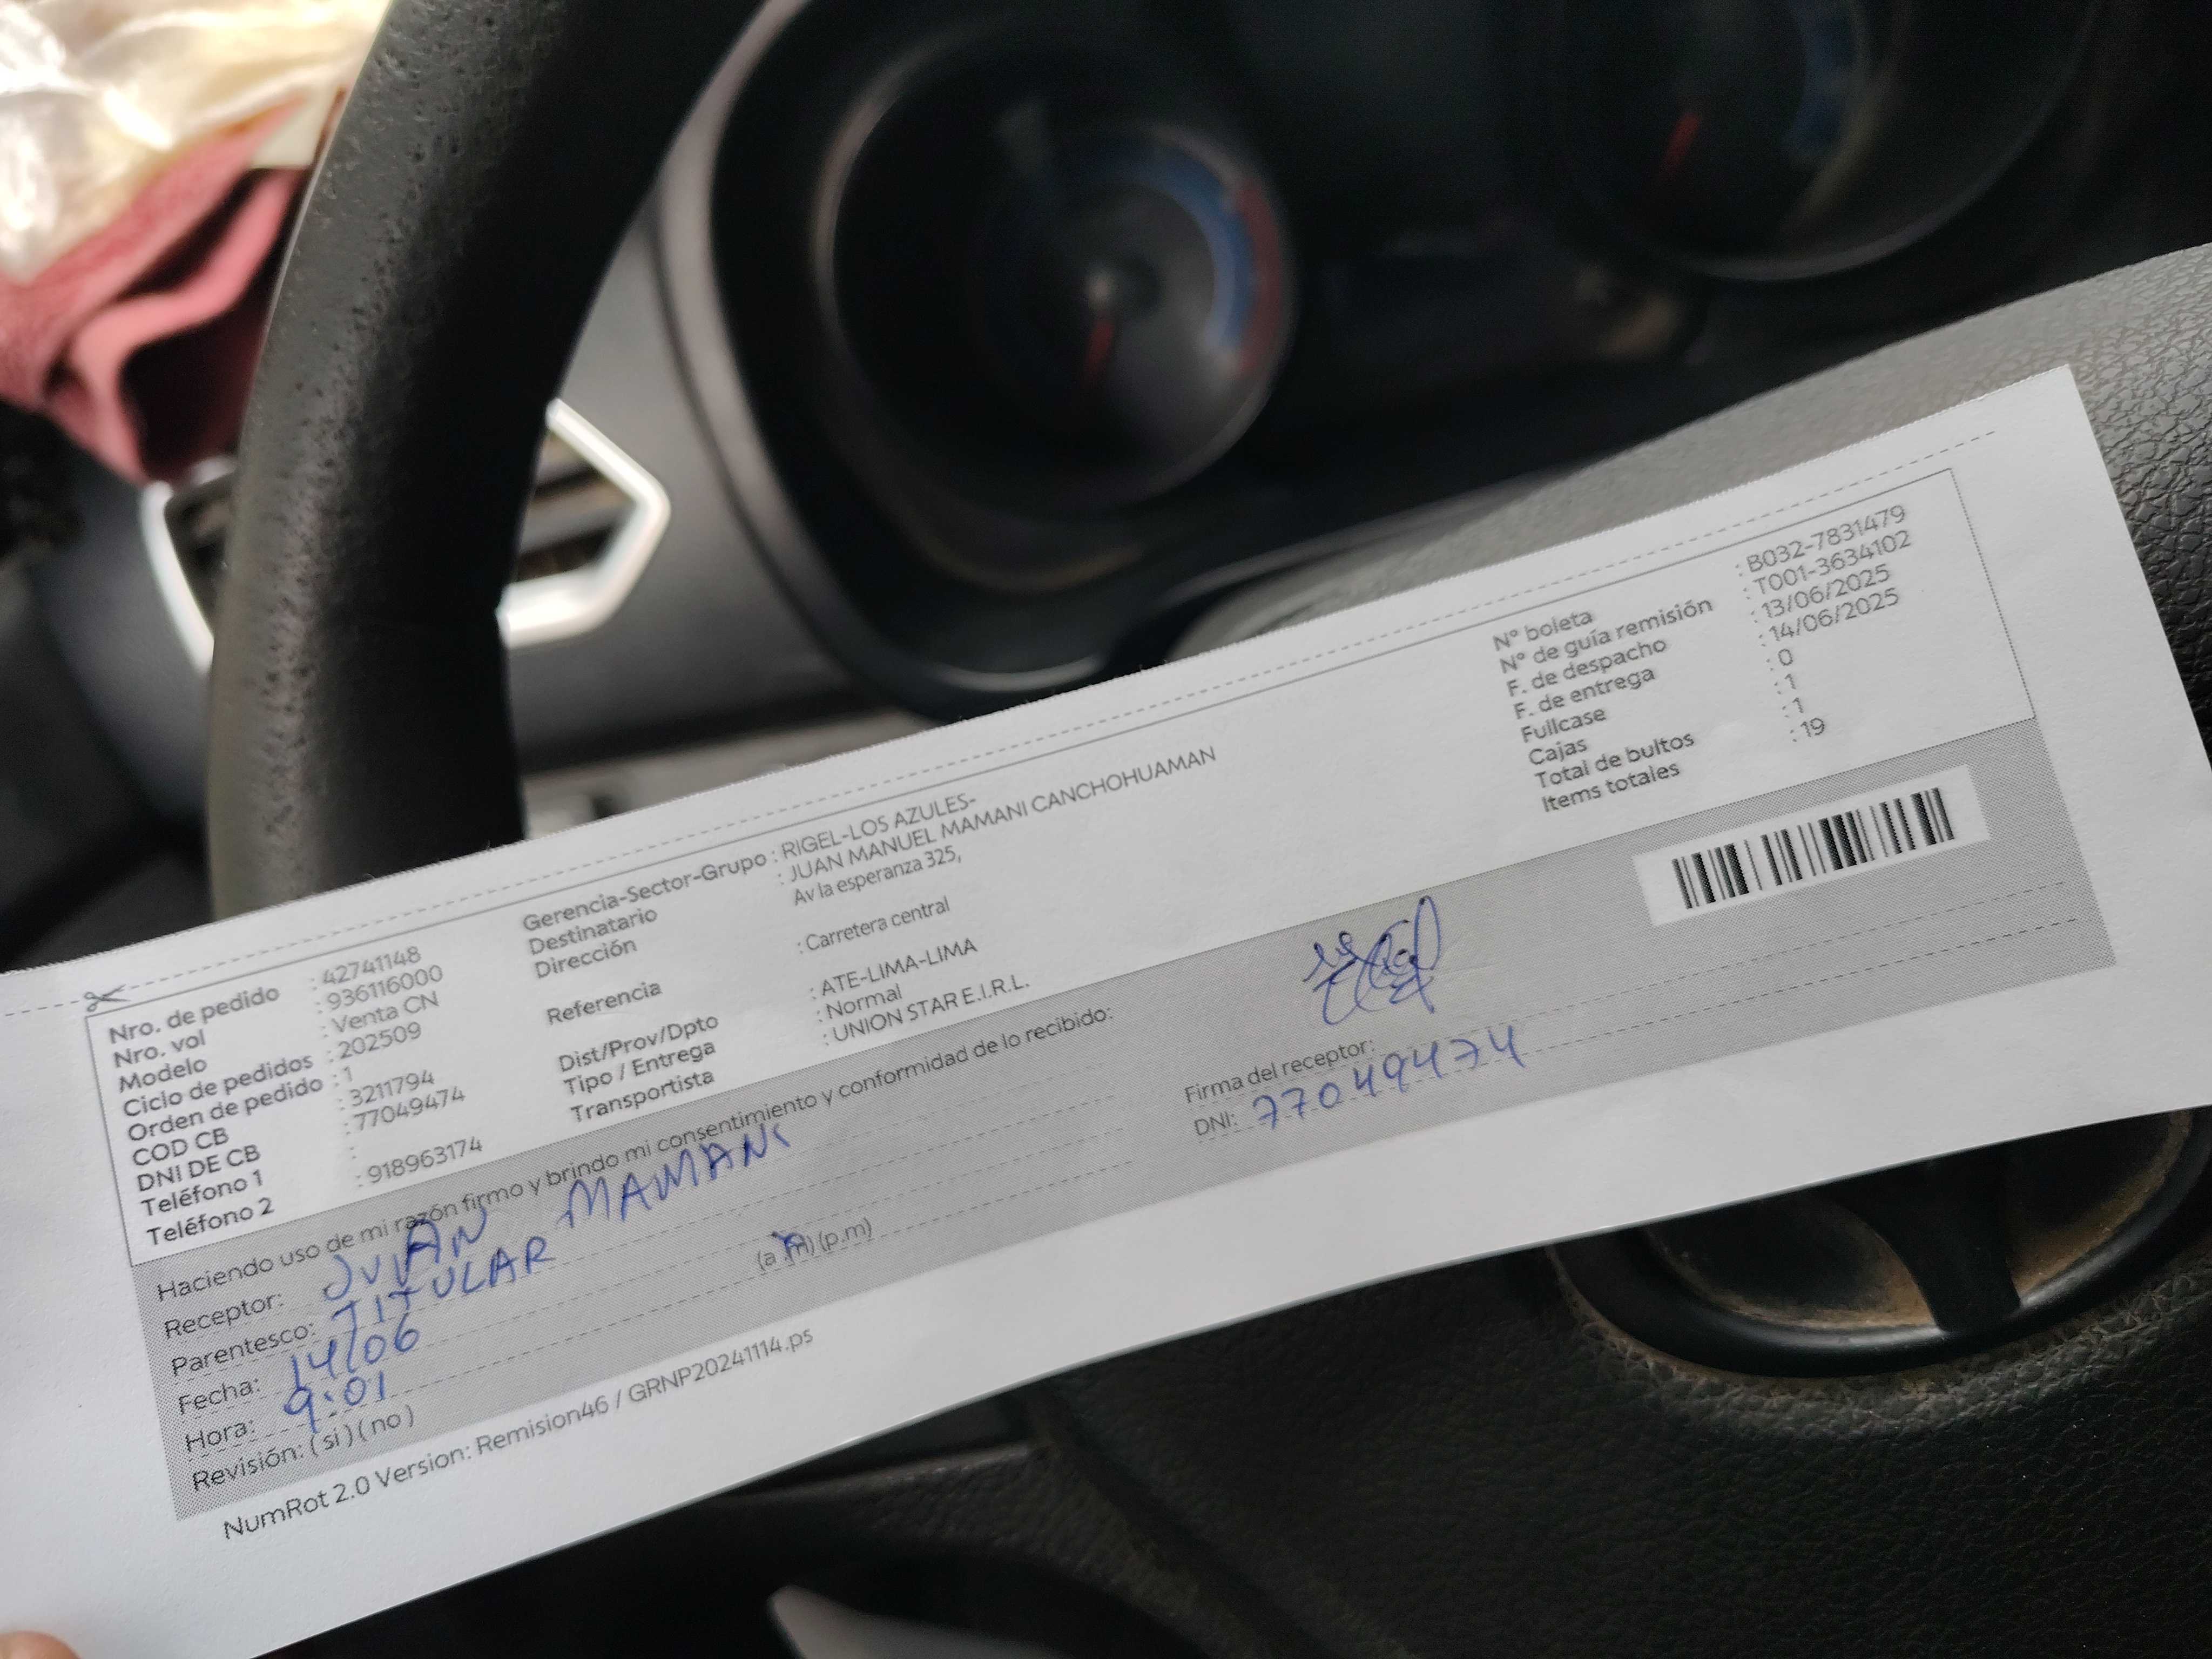 Nro. de pedido : 42741148
Nro. vol : 936116000
Modelo : Venta CN
Ciclo de pedidos : 202509
Orden de pedido : 1
COD CB : 3211794
DNI DE CB : 77049474
Teléfono 1 :
Teléfono 2 : 918963174
Gerencia-Sector-Grupo : RIGEL-LOS AZULES-
Destinatario : JUAN MANUEL MAMANI CANCHOHUAMAN
Dirección Av la esperanza 325,
Referencia : Carretera central
Dist/Prov/Dpto : ATE-LIMA-LIMA
Tipo / Entrega : Normal
Transportista : UNION STAR E.I.R.L.
N° boleta : B032-7831479
N° de guía remisión : T001-3634102
F. de despacho : 13/06/2025
F. de entrega : 14/06/2025
Fullcase : 0
Cajas : 1
Total de bultos : 1
Items totales : 19
Haciendo uso de mi razón firmo y brindo mi consentimiento y conformidad de lo recibido:
Receptor: JUAN MAMANI
Parentesco: TITULAR
Fecha: 14/06
Hora: 9:01 (a.m) (p.m)
Revisión: (si) (no)
Firma del receptor:
DNI: 77049474
NumRot 2.0 Version: Remision46 / GRNP20241114.ps